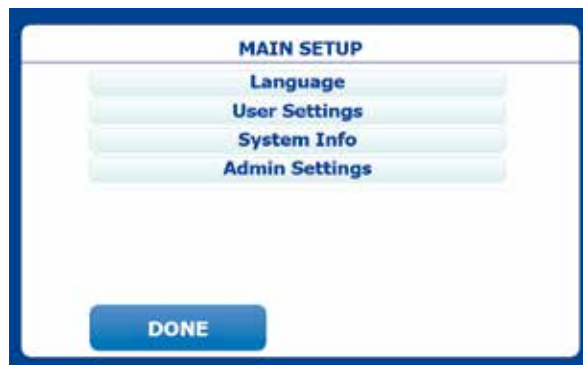 MAIN SETUP
Language
User Settings
System Info
Admin Settings
DONE